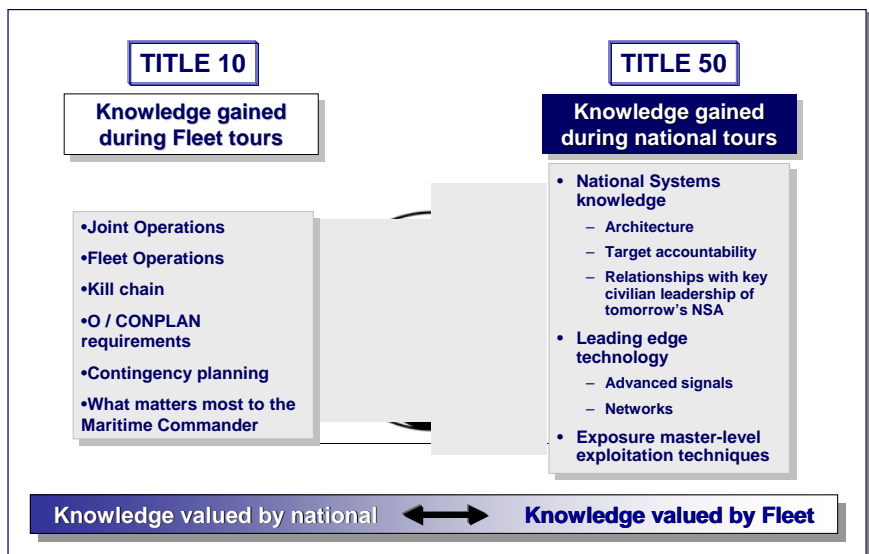 TITLE 10
Knowledge gained
during Fleet tours
•Joint Operations
•Fleet Operations
•Kill chain
•O / CONPLAN
requirements
•Contingency planning
•What matters most to the
Maritime Commander
TITLE 50
Knowledge gained
during national tours
• National Systems
knowledge
– Architecture
– Target accountability
– Relationships with key
civilian leadership of
tomorrow's NSA
• Leading edge
technology
– Advanced signals
– Networks
• Exposure master-level
exploitation techniques
Knowledge valued by national
Knowledge valued by Fleet